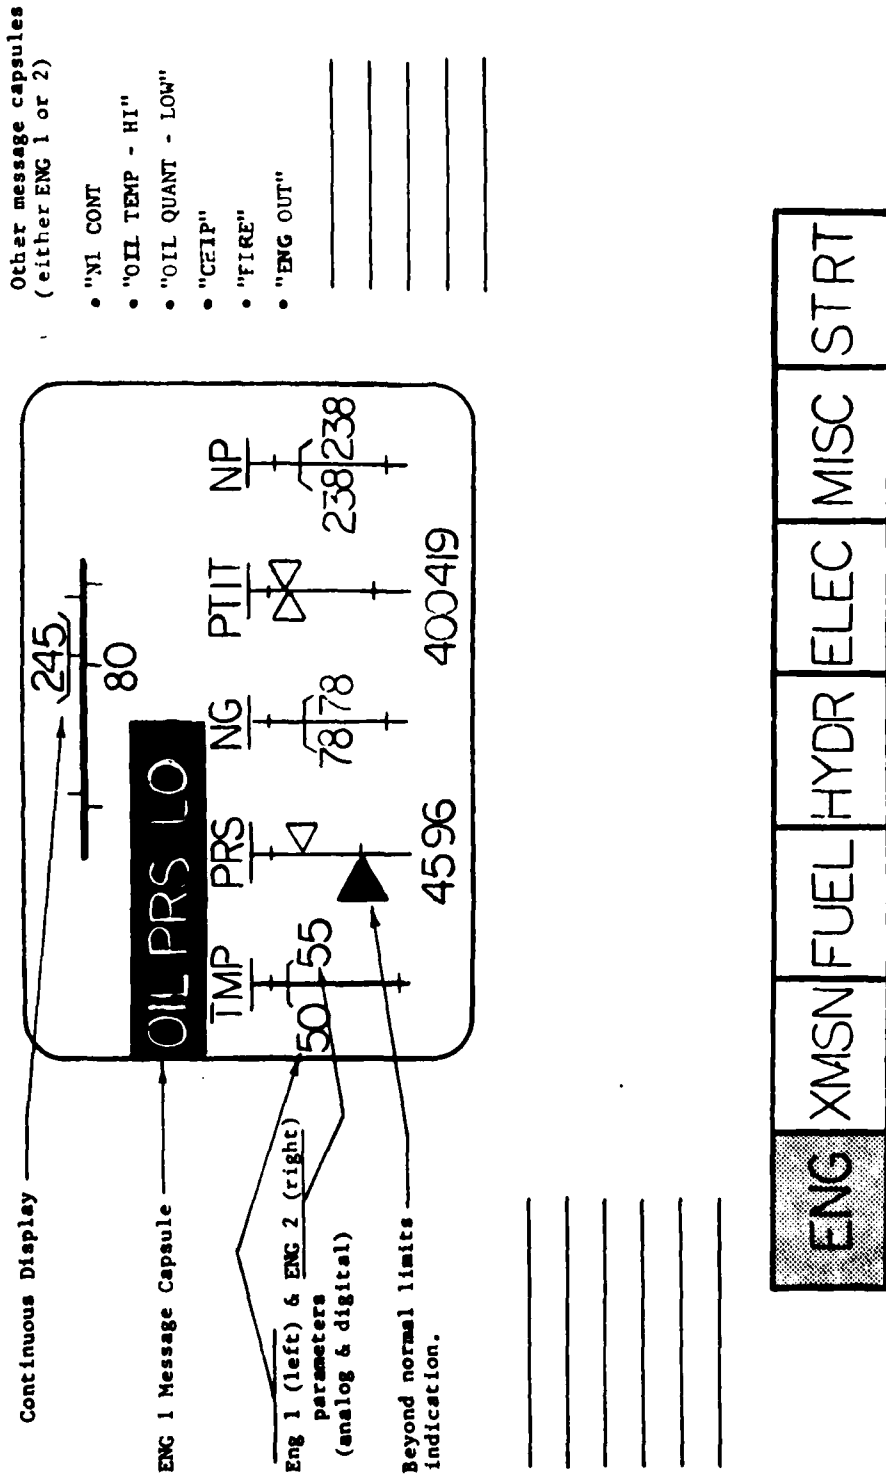 Continuous Display
ENG 1 Message Capsule
Eng 1 (left) & ENG 2 (right)
parameters
(analog & digital)
Beyond normal limits
indication.
245
80
OIL PRS LO
TMP PRS NG PTIT NP
50 55
78 78
238 238
45 96
400 419
Other message capsules
(either ENG 1 or 2)
• "N1 CONT
• "OIL TEMP - HI"
• "OIL QUANT - LOW"
• "CHIP"
• "FIRE"
• "ENG OUT"
ENG XMSN FUEL HYDR ELEC MISC STRT